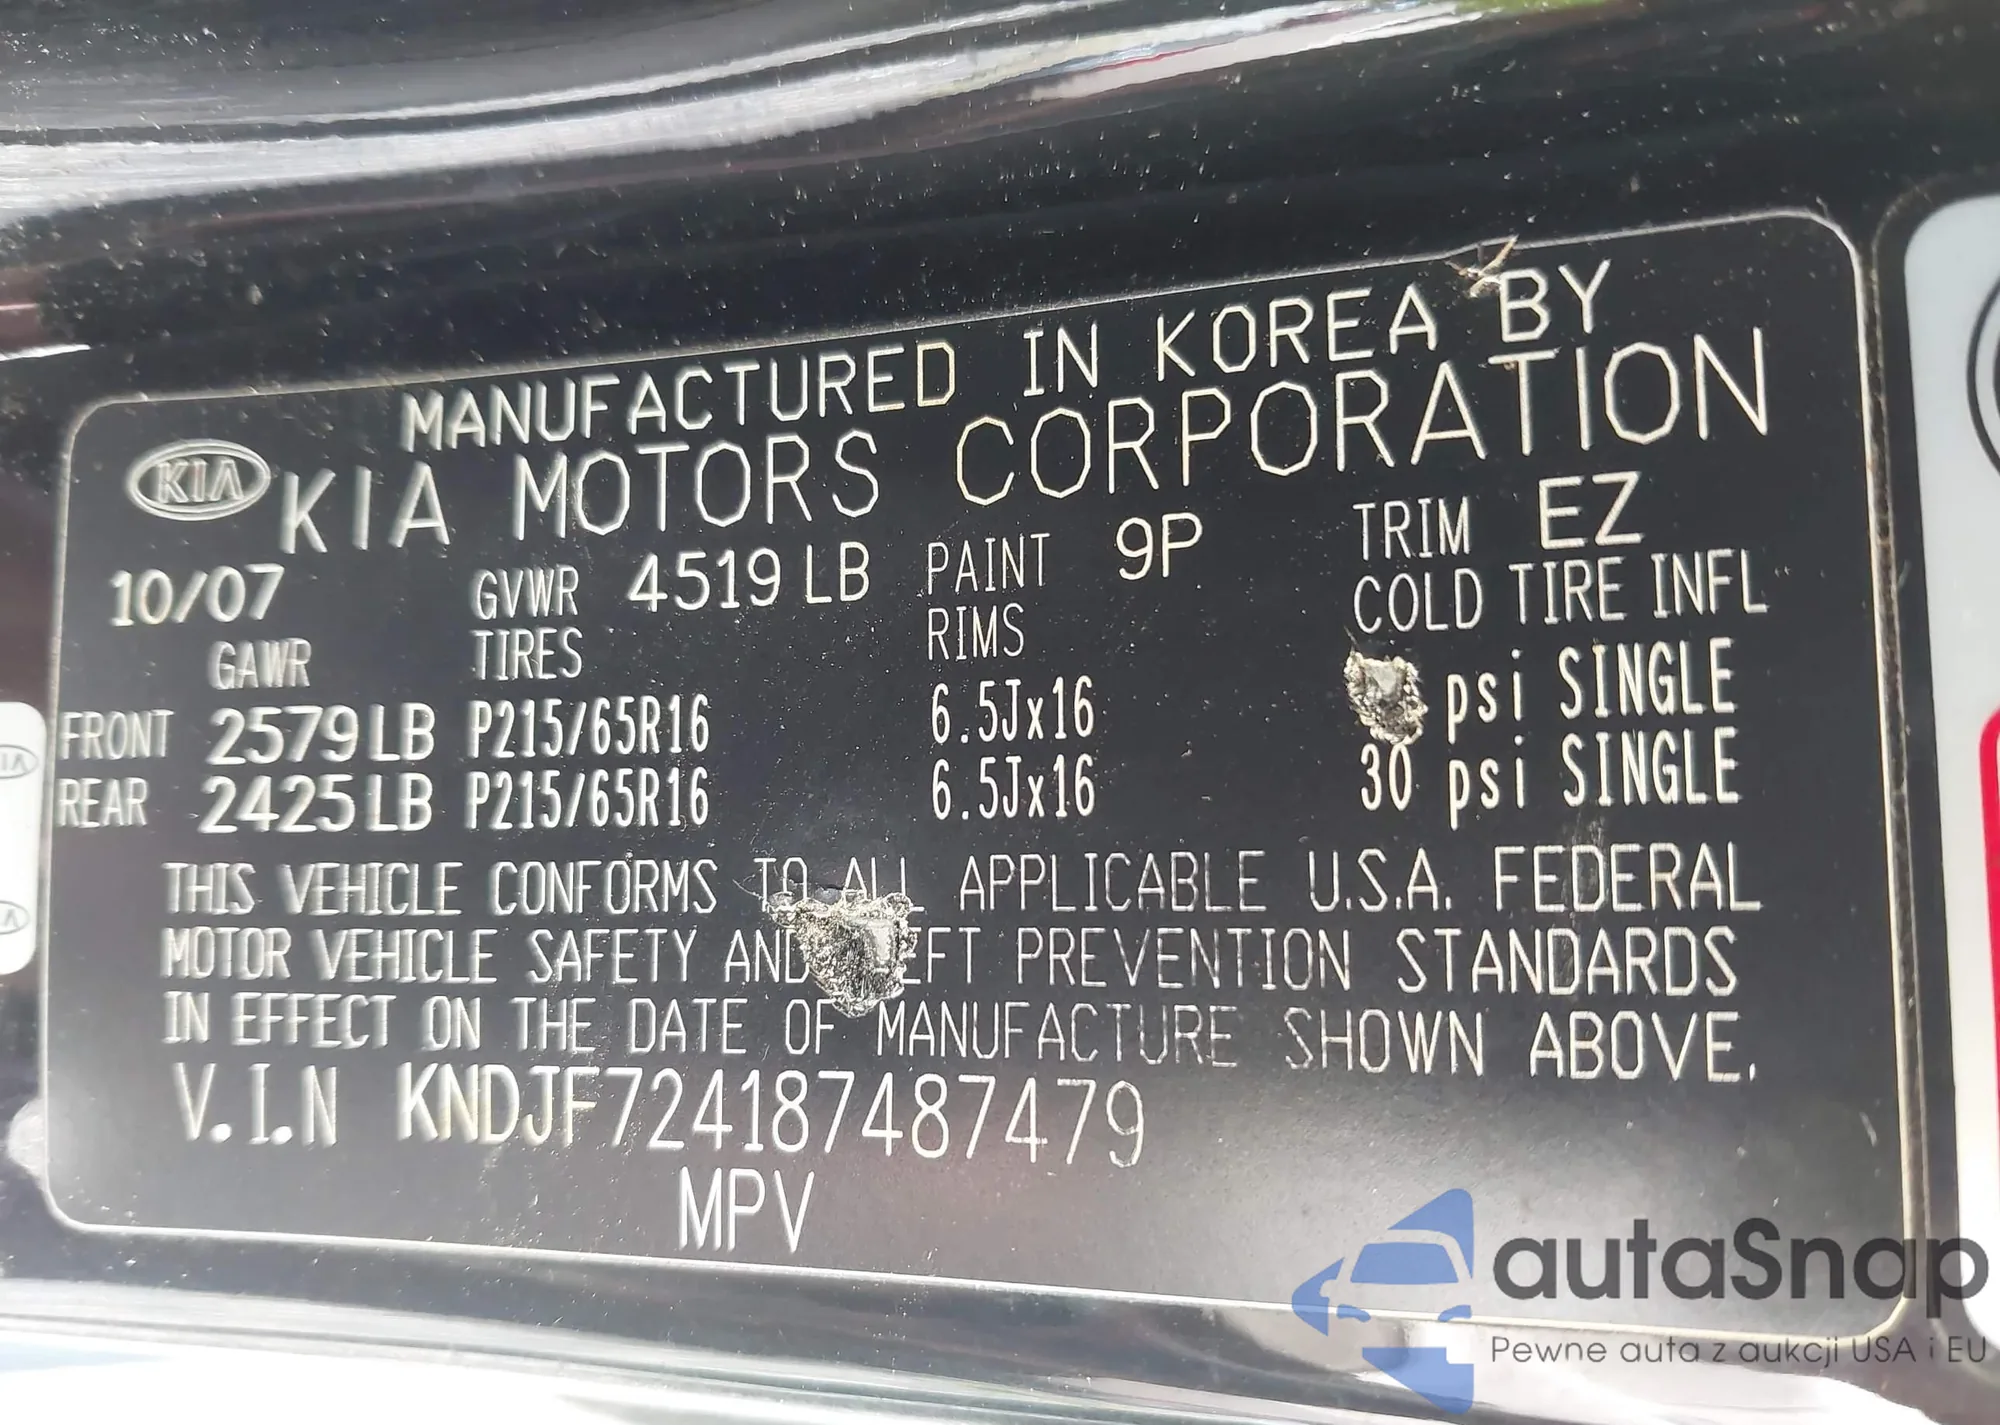 MANUFACTURED IN KOREA BY
KIA KIA MOTORS CORPORATION
10/07 GVWR 4519 LB PAINT 9P TRIM EZ
GAWR TIRES RIMS COLD TIRE INFL
FRONT 2579 LB P215/65R16 6.5Jx16 psi SINGLE
REAR 2425 LB P215/65R16 6.5Jx16 30 psi SINGLE
THIS VEHICLE CONFORMS TO ALL APPLICABLE U.S.A. FEDERAL
MOTOR VEHICLE SAFETY AND PREVENTION STANDARDS
IN EFFECT ON THE DATE OF MANUFACTURE SHOWN ABOVE.
V.I.N KNDJF724187487479
MPV
autaSnap
Pewne auta z aukcji USA i EU